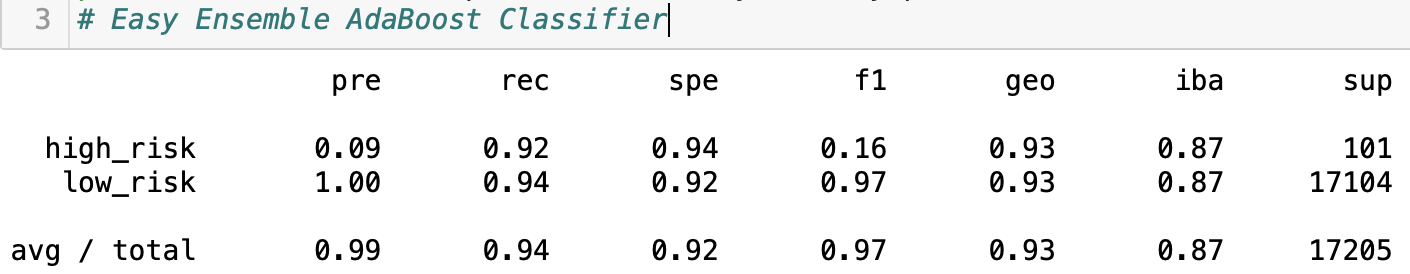 3 # Easy Ensemble AdaBoost Classifier
pre rec spe f1 geo iba sup
high_risk 0.09 0.92 0.94 0.16 0.93 0.87 101
low_risk 1.00 0.94 0.92 0.97 0.93 0.87 17104
avg / total 0.99 0.94 0.92 0.97 0.93 0.87 17205